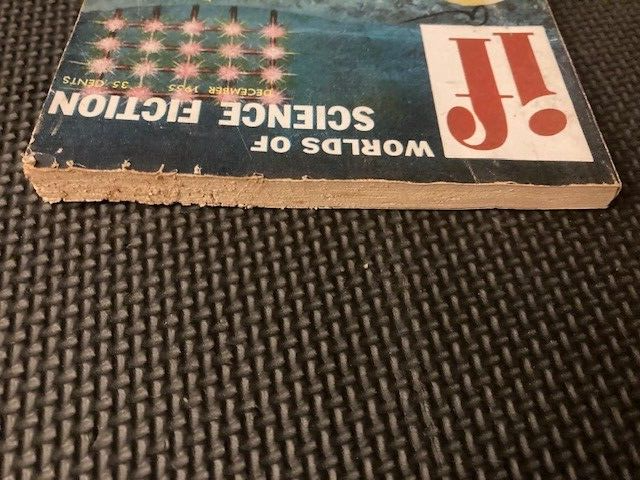 if
WORLDS OF
SCIENCE FICTION
DECEMBER 1955
35 CENTS